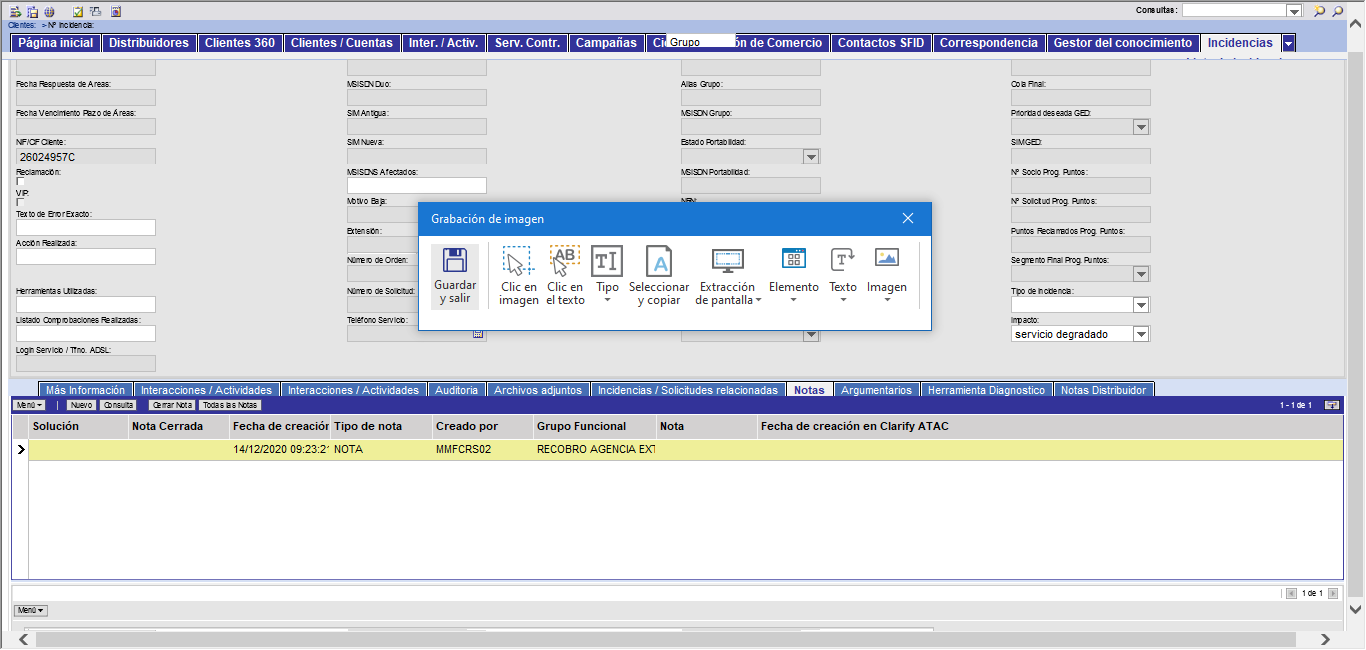 Consultas:
Clientes: > Nº Incidencia:
Página inicial Distribuidores Clientes 360 Clientes / Cuentas Inter. / Activ. Serv. Contr. Campañas Grupo ón de Comercio Contactos SFID Correspondencia Gestor del conocimiento Incidencias
Fecha Respuesta de Areas: MSISDN Duo: Alias Grupo: Cola Final:
Fecha Vencimiento Plazo de Áreas: SIM Antigua: MSISDN Grupo: Prioridad deseada GED:
NIF/CIF Cliente: SIM Nueva: Estado Portabilidad: SIM GED:
26024957C
Reclamación: MSISDNS Afectados: MSISDN Portabilidad: Nº Socio Prog. Puntos:
VIP: Motivo Baja: Nº Solicitud Prog. Puntos:
Texto de Error Exacto: Extensión: Puntos Reclamados Prog. Puntos:
Acción Realizada: Número de Orden: Segmento Final Prog. Puntos:
Herramientas Utilizadas: Número de Solicitud: Tipo de Incidencia:
Listado Comprobaciones Realizadas: Teléfono Servicio: Impacto:
servicio degradado
Login Servicio / Tfno. ADSL:
Grabación de imagen
Guardar y salir
Clic en imagen
Clic en el texto
Tipo
Seleccionar y copiar
Extracción de pantalla
Elemento
Texto
Imagen
Más Información Interacciones / Actividades Interacciones / Actividades Auditoria Archivos adjuntos Incidencias / Solicitudes relacionadas Notas Argumentarios Herramienta Diagnostico Notas Distribuidor
Menú Nuevo Consulta Cerrar Nota Todas las Notas 1 - 1 de 1
Solución Nota Cerrada Fecha de creación Tipo de nota Creado por Grupo Funcional Nota Fecha de creación en Clarify ATAC
14/12/2020 09:23:21 NOTA MMFCRS02 RECOBRO AGENCIA EXT
1 de 1
Menú